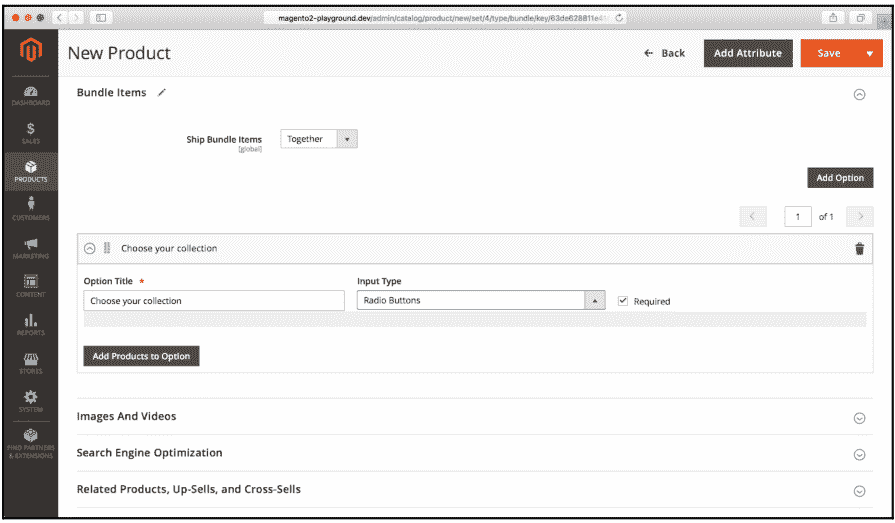 magento2-playground.dev/admin/catalog/product/new/set/4/type/bundle/key/63de628811e4
New Product
Back
Add Attribute
Save
DASHBOARD
SALES
PRODUCTS
CUSTOMERS
MARKETING
CONTENT
REPORTS
STORES
SYSTEM
FIND PARTNERS
& EXTENSIONS
Bundle Items
Ship Bundle Items
[global]
Together
Add Option
1 of 1
Choose your collection
Option Title *
Input Type
Choose your collection
Radio Buttons
Required
Add Products to Option
Images And Videos
Search Engine Optimization
Related Products, Up-Sells, and Cross-Sells